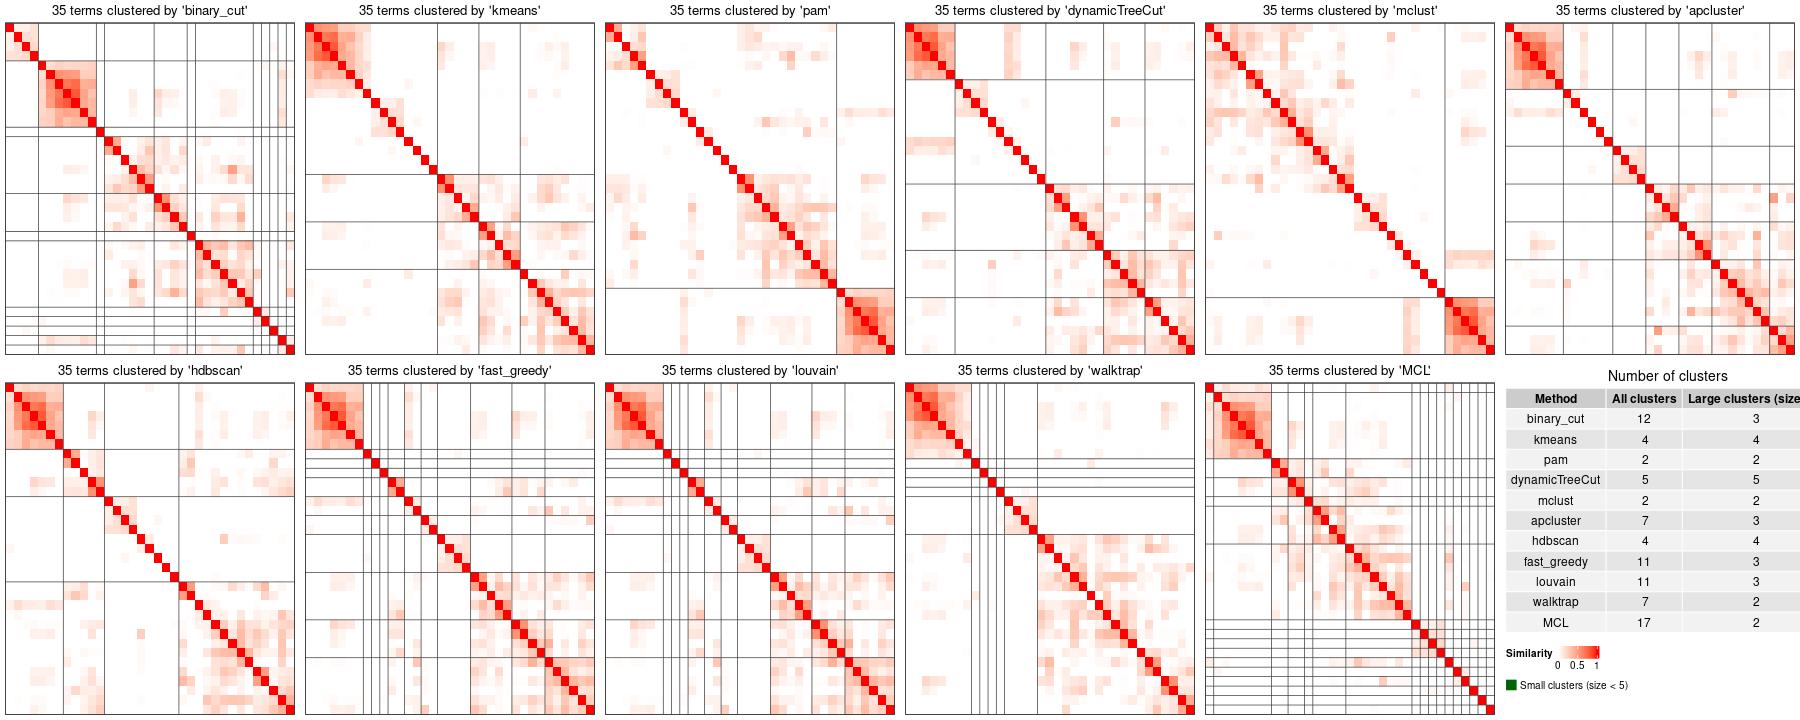 35 terms clustered by 'binary_cut'
35 terms clustered by 'kmeans'
35 terms clustered by 'pam'
35 terms clustered by 'dynamicTreeCut'
35 terms clustered by 'mclust'
35 terms clustered by 'apcluster'
35 terms clustered by 'hdbscan'
35 terms clustered by 'fast_greedy'
35 terms clustered by 'louvain'
35 terms clustered by 'walktrap'
35 terms clustered by 'MCL'
Number of clusters
Method All clusters Large clusters (size
binary_cut 12 3
kmeans 4 4
pam 2 2
dynamicTreeCut 5 5
mclust 2 2
apcluster 7 3
hdbscan 4 4
fast_greedy 11 3
louvain 11 3
walktrap 7 2
MCL 17 2
Similarity
0 0.5 1
Small clusters (size < 5)